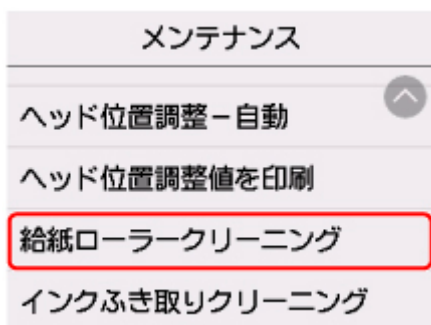 メンテナンス
ヘッド位置調整－自動
ヘッド位置調整値を印刷
給紙ローラークリーニング
インクふき取りクリーニング